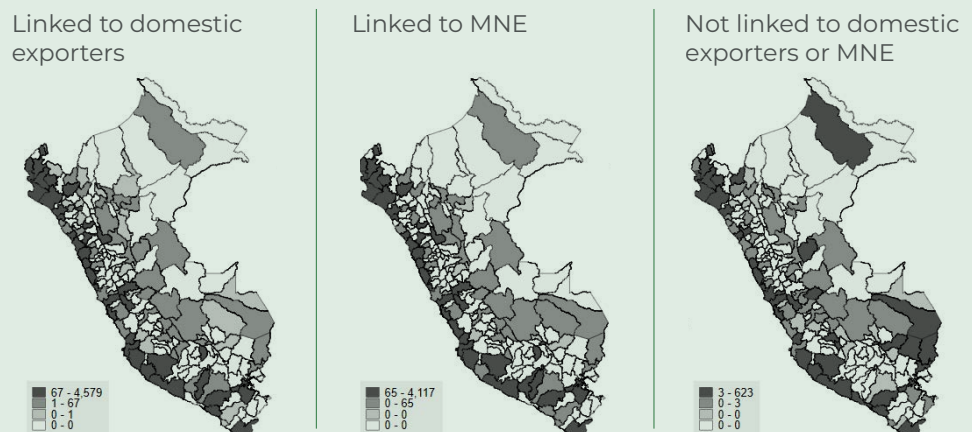 Linked to domestic
exporters
67 - 4,579
1 - 67
0 - 1
0 - 0
Linked to MNE
65 - 4,117
0 - 65
0 - 0
0 - 0
Not linked to domestic
exporters or MNE
3 - 623
0 - 3
0 - 0
0 - 0